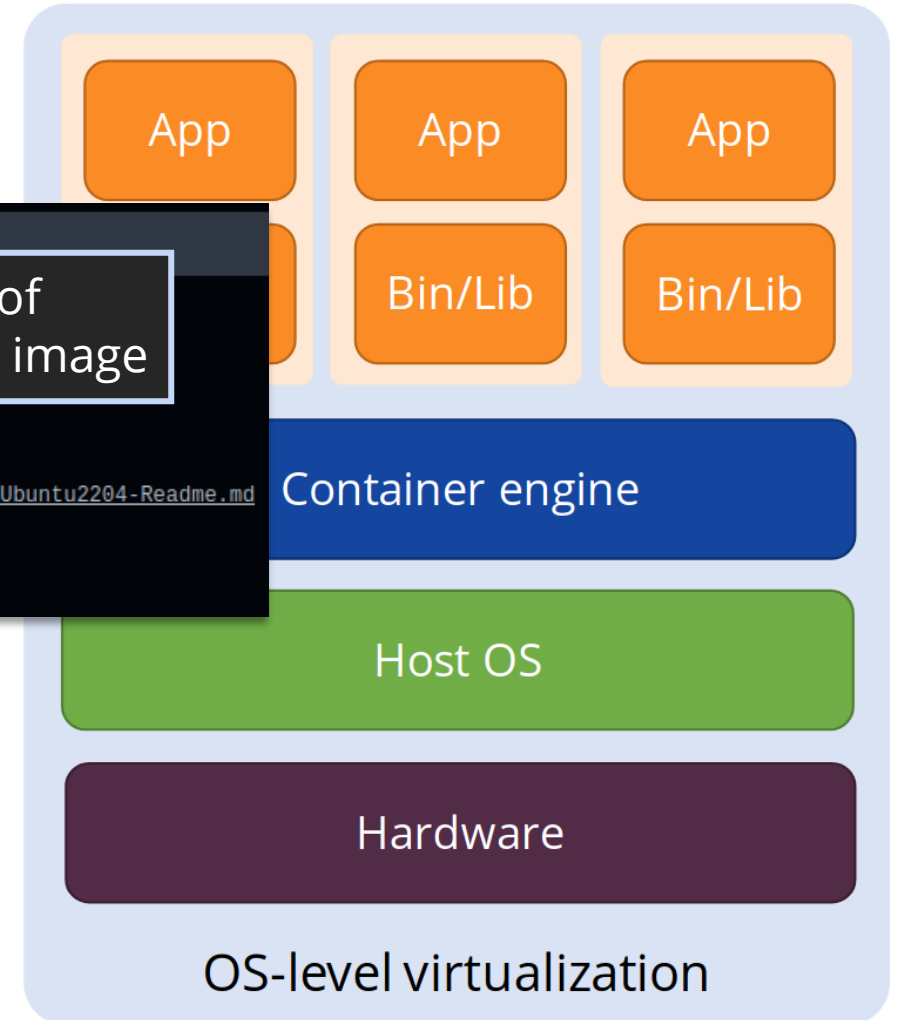 App
App
App
of
image
Bin/Lib
Bin/Lib
Ubuntu2204-Readme.md
Container engine
Host OS
Hardware
OS-level virtualization